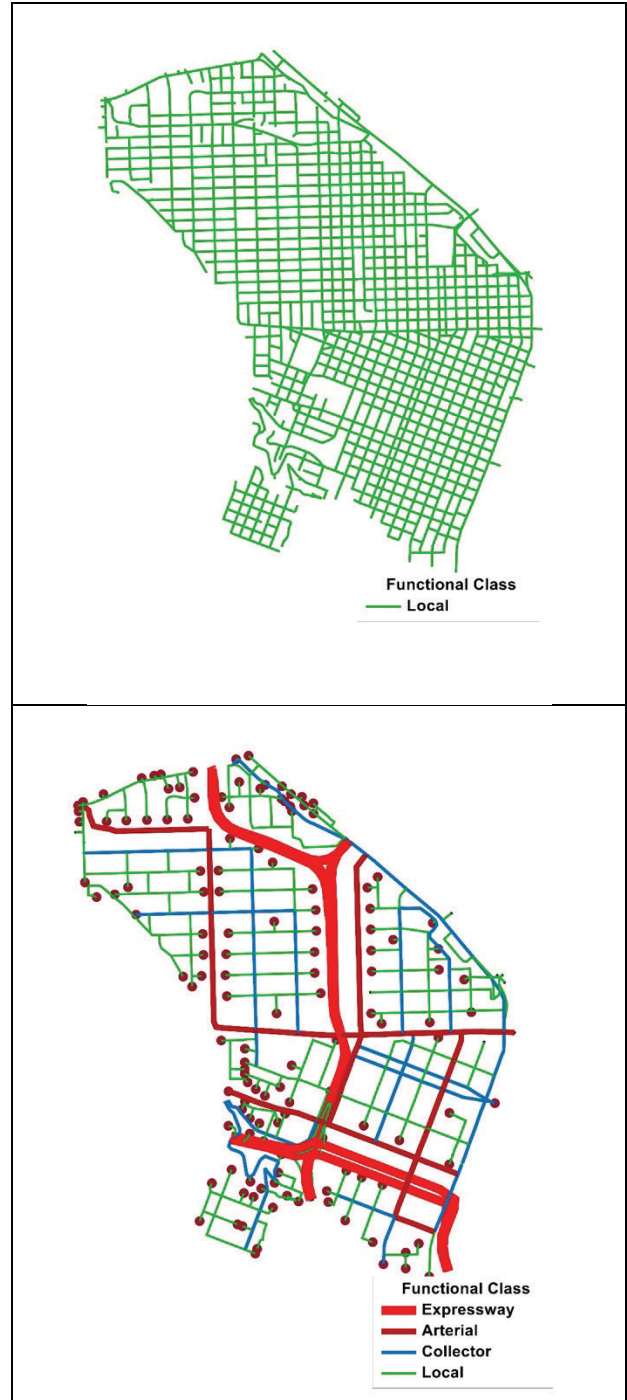 Functional Class
Local
Functional Class
Expressway
Arterial
Collector
Local